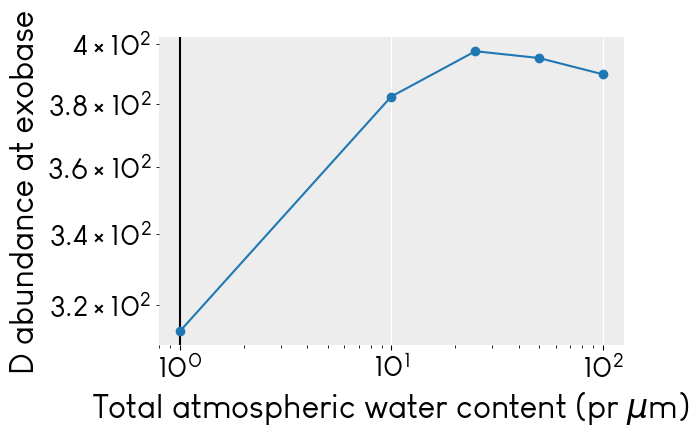 D abundance at exobase
4 × 10²
3.8 × 10²
3.6 × 10²
3.4 × 10²
3.2 × 10²
10⁰ 10¹ 10²
Total atmospheric water content (pr μm)